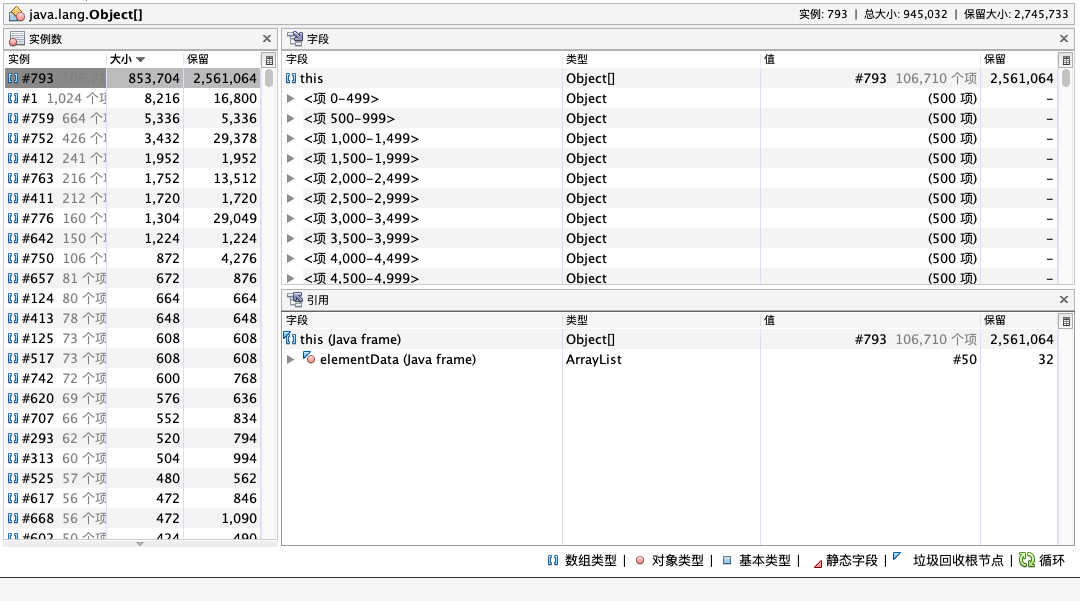 java.lang.Object[]
实例: 793 | 总大小: 945,032 | 保留大小: 2,745,733
实例数
实例 大小 保留
#793 106,71 853,704 2,561,064
#1 1,024 个项 8,216 16,800
#759 664 个 5,336 5,336
#752 426 个 3,432 29,378
#412 241 个 1,952 1,952
#763 216 个 1,752 13,512
#411 212 个 1,720 1,720
#776 160 个 1,304 29,049
#642 150 个 1,224 1,224
#750 106 个 872 4,276
#657 81 个项 672 876
#124 80 个项 664 664
#413 78 个项 648 648
#125 73 个项 608 608
#517 73 个项 608 608
#742 72 个项 600 768
#620 69 个项 576 636
#707 66 个项 552 834
#293 62 个项 520 794
#313 60 个项 504 994
#525 57 个项 480 562
#617 56 个项 472 846
#668 56 个项 472 1,090
#602 50 个项 424 490
字段
字段 类型 值 保留
this Object[] #793 106,710 个项 2,561,064
<项 0-499> Object (500 项) –
<项 500-999> Object (500 项) –
<项 1,000-1,499> Object (500 项) –
<项 1,500-1,999> Object (500 项) –
<项 2,000-2,499> Object (500 项) –
<项 2,500-2,999> Object (500 项) –
<项 3,000-3,499> Object (500 项) –
<项 3,500-3,999> Object (500 项) –
<项 4,000-4,499> Object (500 项) –
<项 4,500-4,999> Object (500 项) –
引用
字段 类型 值 保留
this (Java frame) Object[] #793 106,710 个项 2,561,064
elementData (Java frame) ArrayList #50 32
数组类型 | 对象类型 | 基本类型 | 静态字段 | 垃圾回收根节点 | 循环